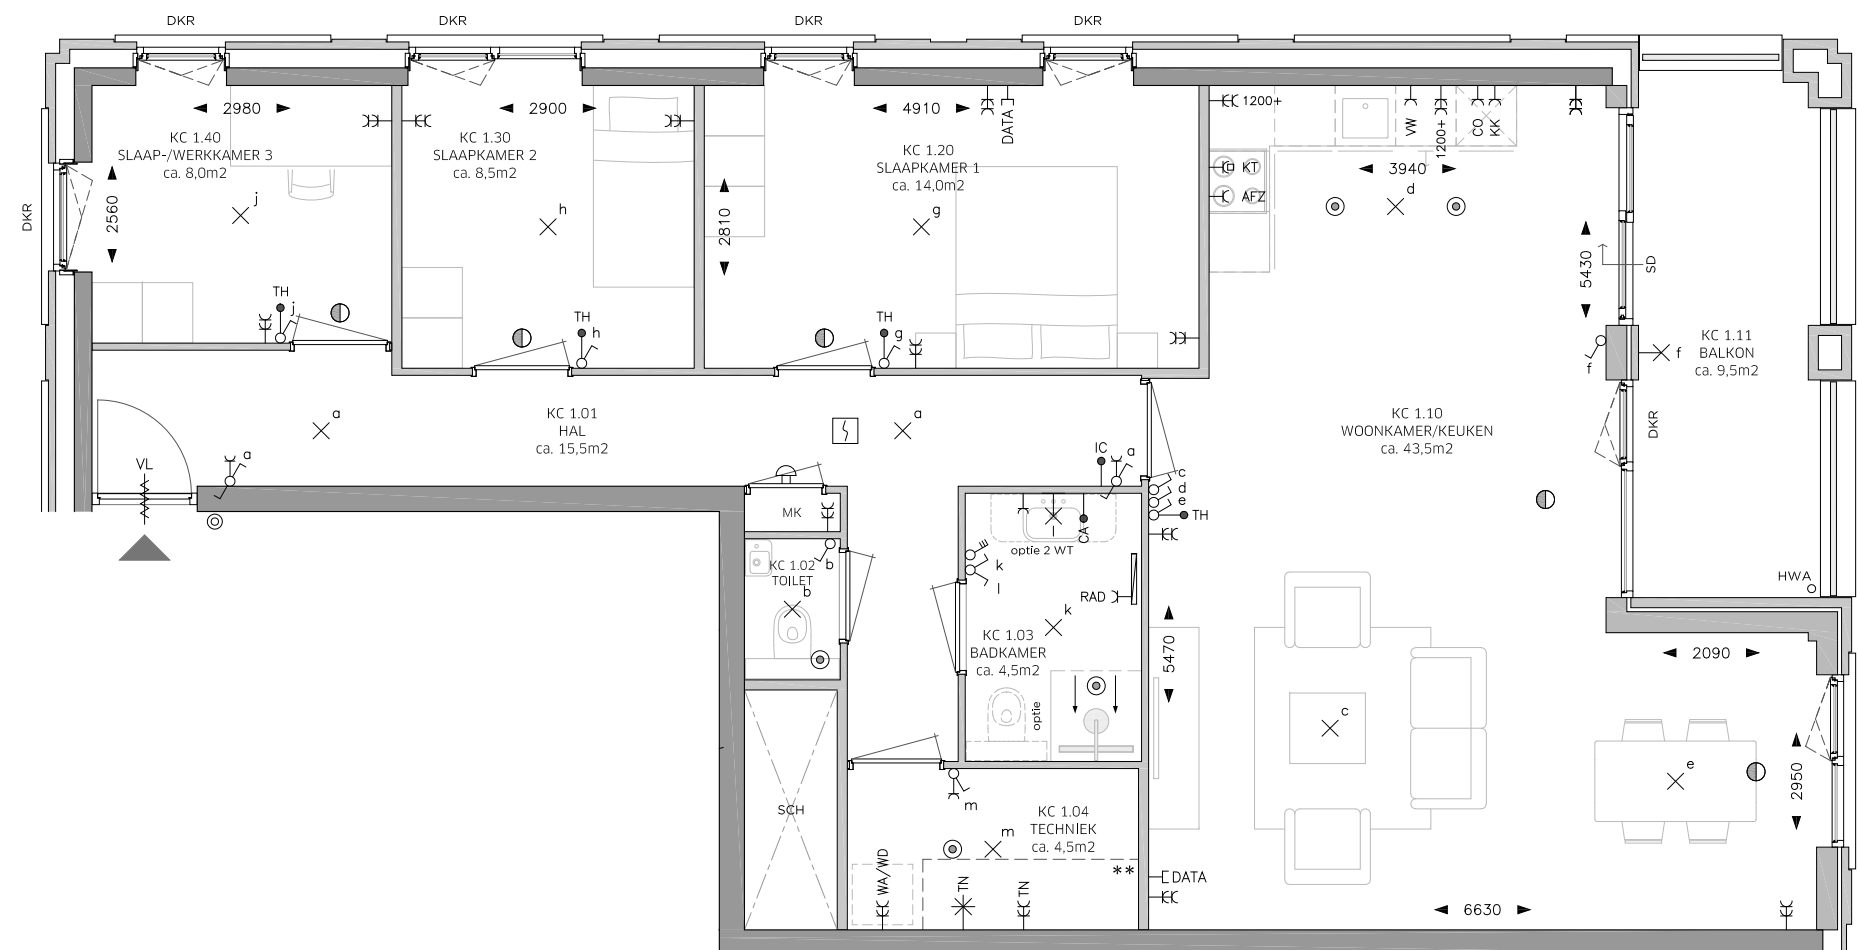 DKR
DKR
DKR
DKR
2980
2900
4910
DATA
1200+
VW
1200+
CO
KK
KC 1.40
SLAAP-/WERKKAMER 3
ca. 8,0m2
KC 1.30
SLAAPKAMER 2
ca. 8,5m2
KC 1.20
SLAAPKAMER 1
ca. 14,0m2
KT
AFZ
3940
d
DKR
2560
j
h
2810
g
5430
SD
TH
j
TH
h
TH
g
f
f
KC 1.11
BALKON
ca. 9,5m2
a
KC 1.01
HAL
ca. 15,5m2
a
KC 1.10
WOONKAMER/KEUKEN
ca. 43,5m2
DKR
VL
a
IC
a
c
d
e
TH
MK
CA
l
optie 2 WT
KC 1.02
TOILET
b
b
k
l
RAD
k
HWA
KC 1.03
BADKAMER
ca. 4,5m2
optie
5470
2090
c
e
2950
SCH
m
m
KC 1.04
TECHNIEK
ca. 4,5m2
WA/WD
TN
TN
**
DATA
6630